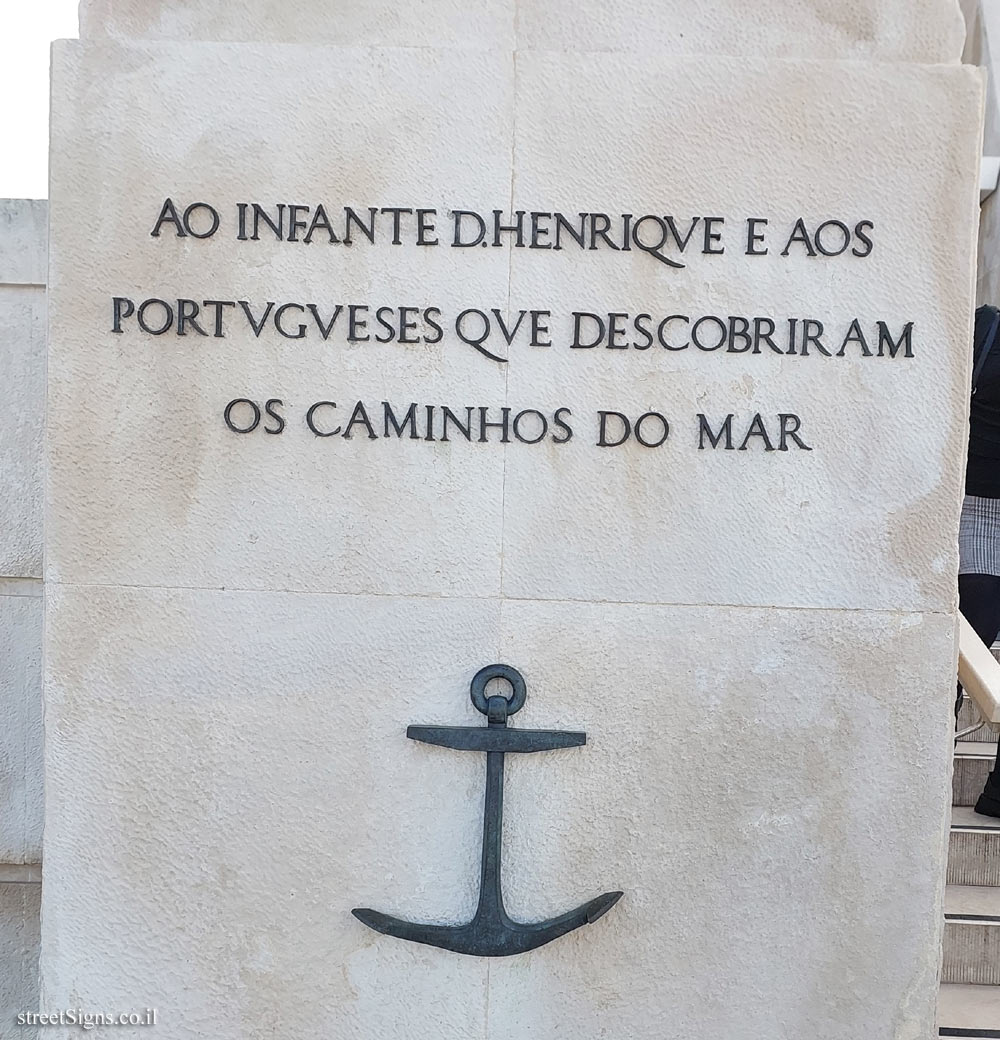 AO INFANTE D.HENRIQVE E AOS
PORTVGVESES QVE DESCOBRIRAM
OS CAMINHOS DO MAR
streetSigns.co.il